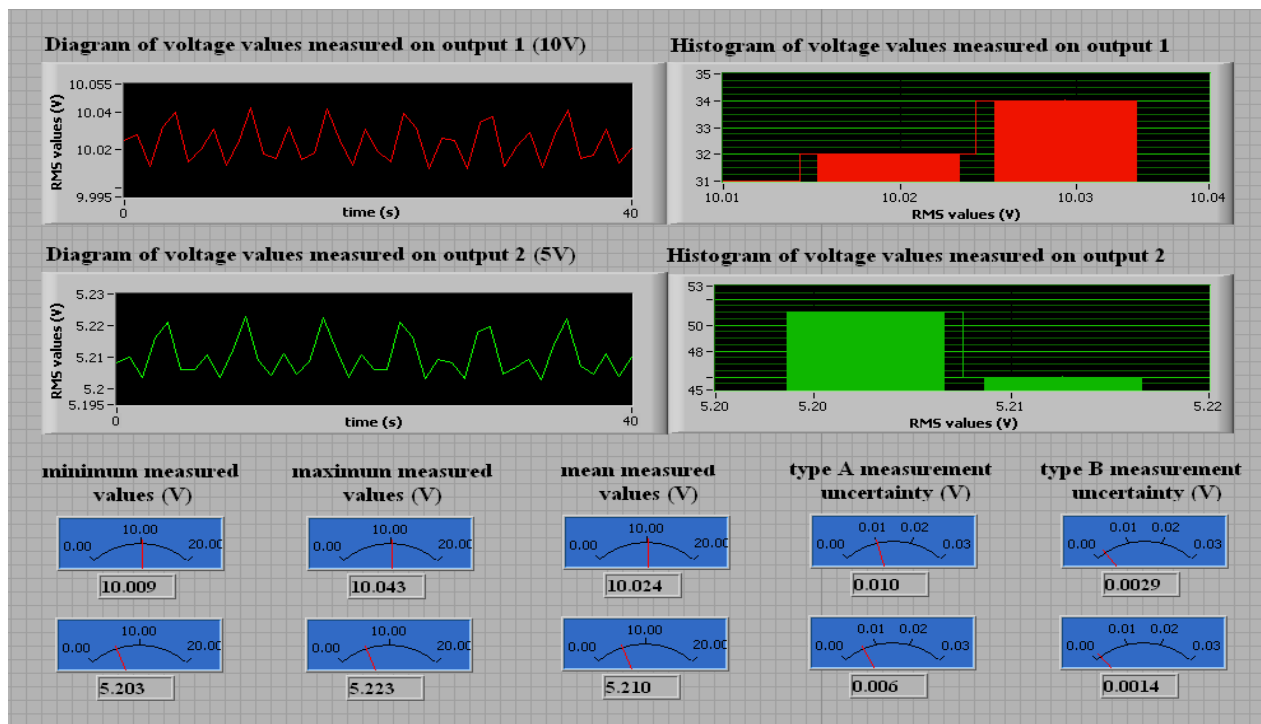 Diagram of voltage values measured on output 1 (10V)
RMS values (V)
10.055
10.04
10.02
9.995
0
time (s)
40
Histogram of voltage values measured on output 1
35
34
33
32
31
10.01
10.02
10.03
10.04
RMS values (V)
Diagram of voltage values measured on output 2 (5V)
RMS values (V)
5.23
5.22
5.21
5.2
5.195
0
time (s)
40
Histogram of voltage values measured on output 2
53
50
48
45
5.20
5.20
5.21
5.22
RMS values (V)
minimum measured
values (V)
maximum measured
values (V)
mean measured
values (V)
type A measurement
uncertainty (V)
type B measurement
uncertainty (V)
0.00 10.00 20.00
10.009
0.00 10.00 20.00
10.043
0.00 10.00 20.00
10.024
0.00 0.01 0.02 0.03
0.010
0.00 0.01 0.02 0.03
0.0029
0.00 10.00 20.00
5.203
0.00 10.00 20.00
5.223
0.00 10.00 20.00
5.210
0.00 0.01 0.02 0.03
0.006
0.00 0.01 0.02 0.03
0.0014